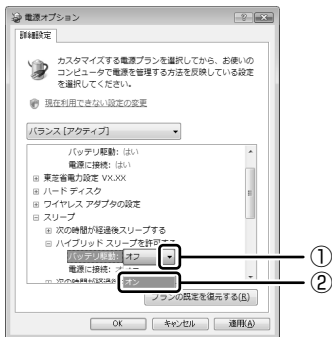 電源オプション
詳細設定
カスタマイズする電源プランを選択してから、お使いの
コンピュータで電源を管理する方法を反映している設定
を選択してください。
現在利用できない設定の変更
バランス [アクティブ]
バッテリ駆動: はい
電源に接続: はい
東芝省電力設定 VX.XX
ハード ディスク
ワイヤレス アダプタの設定
スリープ
次の時間が経過後スリープする
ハイブリッド スリープを許可する
バッテリ駆動: オフ
①
電源に接続:
オン
②
次の時間が経過後
プランの既定を復元する(R)
OK
キャンセル
適用(A)